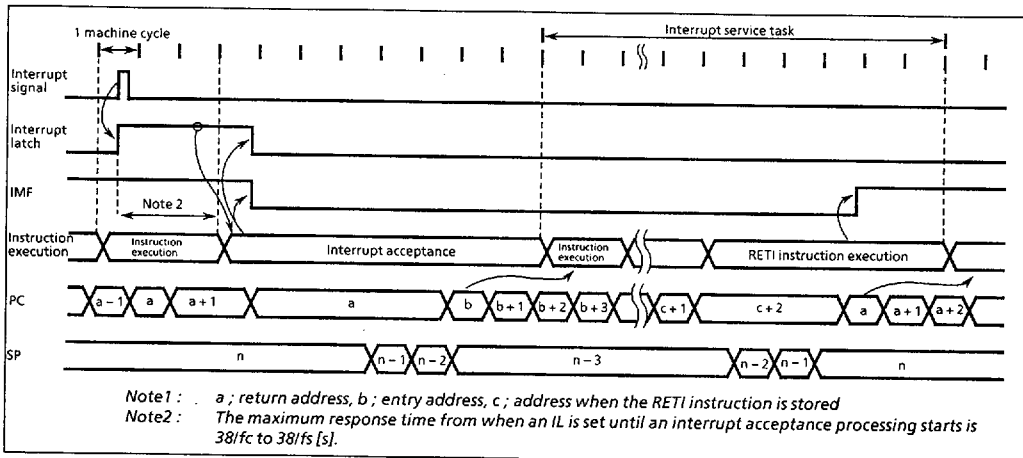 1 machine cycle
Interrupt service task
Interrupt signal
Interrupt latch
IMF
Note 2
Instruction execution
Instruction execution
Interrupt acceptance
Instruction execution
RETI instruction execution
PC
a – 1
a
a + 1
a
b
b + 1
b + 2
b + 3
c + 1
c + 2
a
a + 1
a + 2
SP
n
n – 1
n – 2
n – 3
n – 2
n – 1
n
Note1 : a ; return address, b ; entry address, c ; address when the RETI instruction is stored
Note2 : The maximum response time from when an IL is set until an interrupt acceptance processing starts is
38/fc to 38/fs [s].